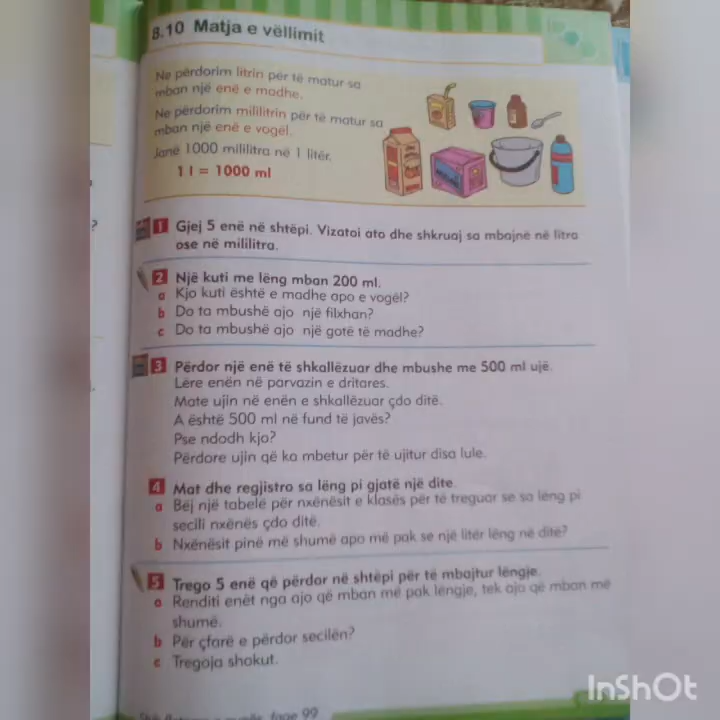 8.10 Matja e vëllimit
Ne përdorim litrin për të matur sa
mban një enë e madhe.
Ne përdorim mililitrin për të matur sa
mban një enë e vogël.
Janë 1000 mililitra në 1 litër.
1 l = 1000 ml
1 Gjej 5 enë në shtëpi. Vizatoi ato dhe shkruaj sa mbajnë në litra
ose në mililitra.
2 Një kuti me lëng mban 200 ml.
a Kjo kuti është e madhe apo e vogël?
b Do ta mbushë ajo një filxhan?
c Do ta mbushë ajo një gotë të madhe?
3 Përdor një enë të shkallëzuar dhe mbushe me 500 ml ujë.
Lëre enën në parvazin e dritares.
Mate ujin në enën e shkallëzuar çdo ditë.
A është 500 ml në fund të javës?
Pse ndodh kjo?
Përdore ujin që ka mbetur për të ujitur disa lule.
4 Mat dhe regjistro sa lëng pi gjatë një dite.
a Bëj një tabelë për nxënësit e klasës për të treguar se sa lëng pi
secili nxënës çdo ditë.
b Nxënësit pinë më shumë apo më pak se një litër lëng në ditë?
5 Trego 5 enë që përdor në shtëpi për të mbajtur lëngje.
a Renditi enët nga ajo që mban më pak lëngje, tek ajo që mban më
shumë.
b Për çfarë e përdor secilën?
c Tregoja shokut.
faqe 99
InShOt